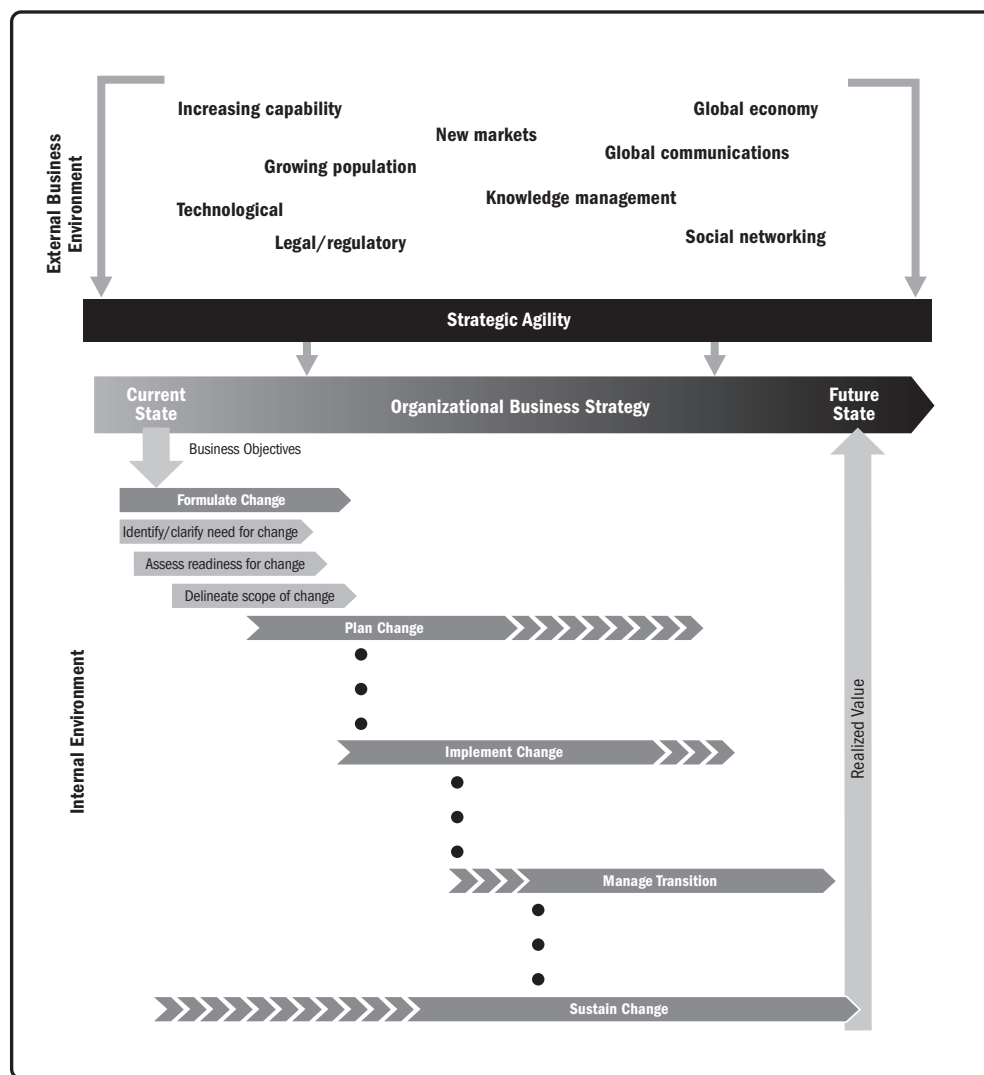 External Business
Environment
Increasing capability
Global economy
New markets
Global communications
Growing population
Knowledge management
Technological
Social networking
Legal/regulatory
Strategic Agility
Current
State
Organizational Business Strategy
Future
State
Business Objectives
Formulate Change
Identify/clarify need for change
Assess readiness for change
Delineate scope of change
Plan Change
Internal Environment
Realized Value
Implement Change
Manage Transition
Sustain Change